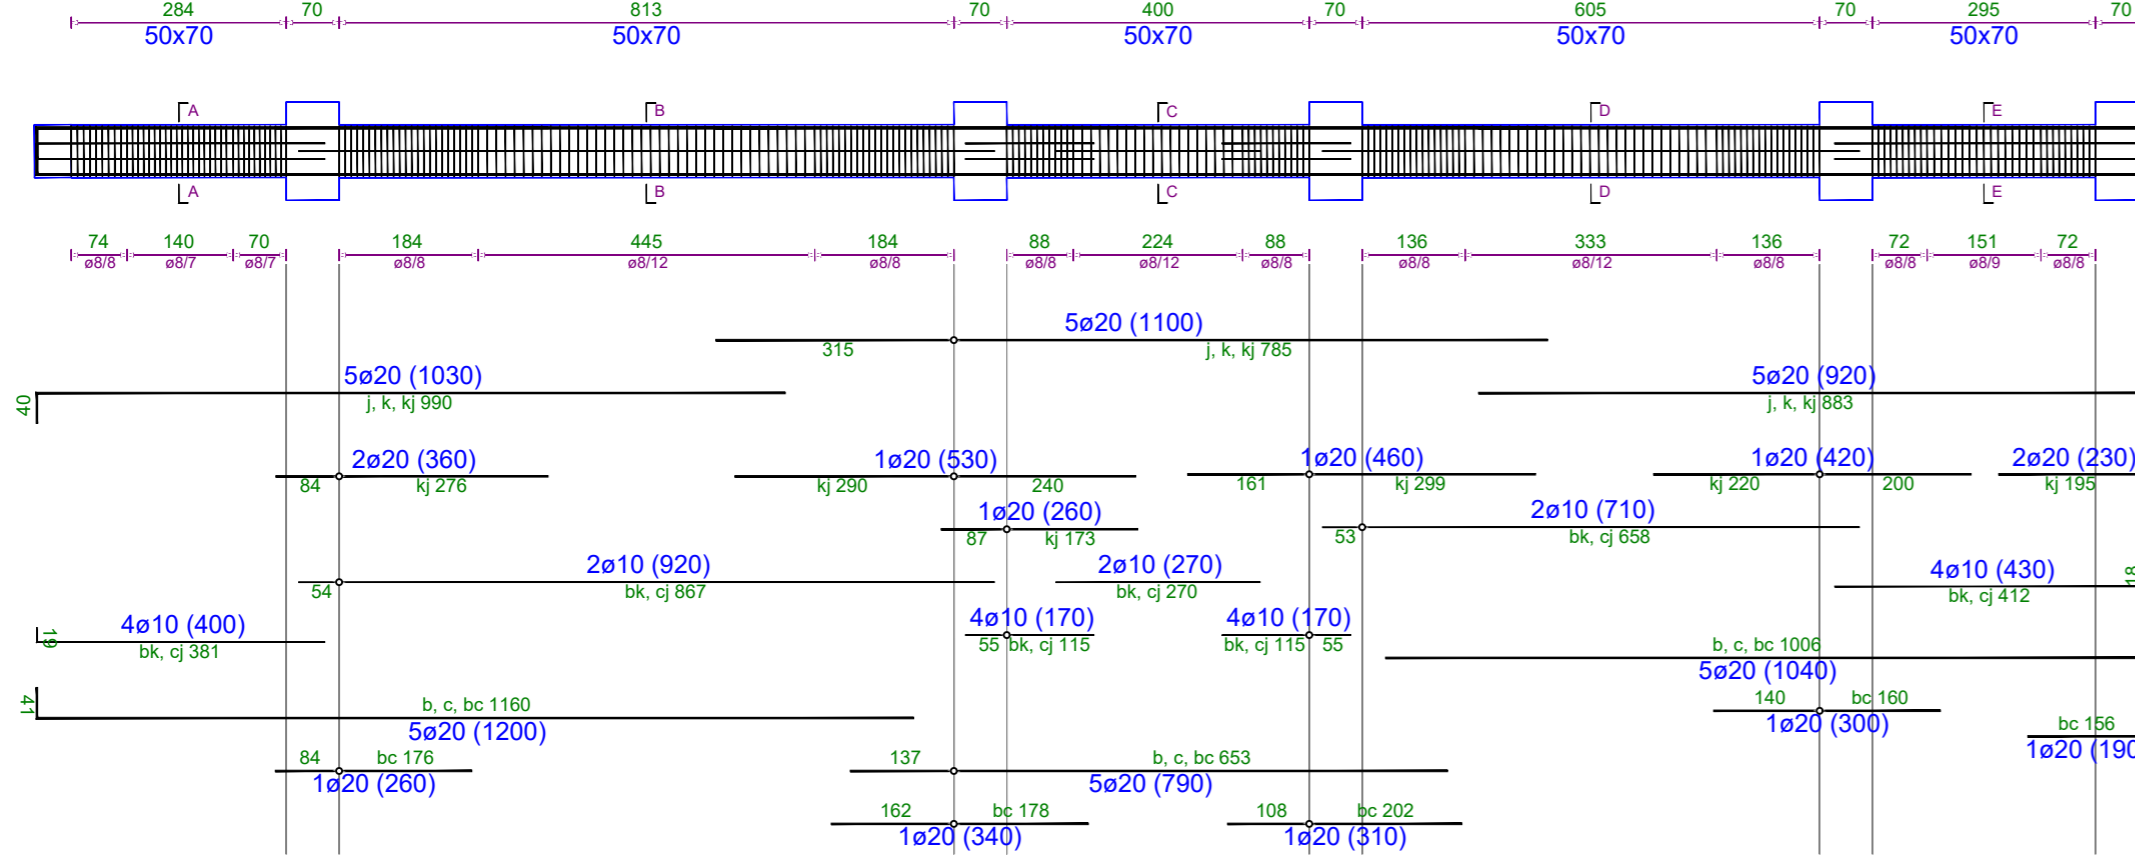 284 70 813 70 400 70 605 70 295 70
50x70 50x70 50x70 50x70 50x70
A B C D E
A B C D E
74 140 70 184 445 184 88 224 88 136 333 136 72 151 72
ø8/8 ø8/7 ø8/7 ø8/8 ø8/12 ø8/8 ø8/8 ø8/12 ø8/8 ø8/8 ø8/12 ø8/8 ø8/8 ø8/9 ø8/8
5ø20 (1100)
315 j, k, kj 785
5ø20 (1030) 5ø20 (920)
40 j, k, kj 990 j, k, kj 883
2ø20 (360) 1ø20 (530) 1ø20 (460) 1ø20 (420) 2ø20 (230)
84 kj 276 kj 290 240 161 kj 299 kj 220 200 kj 195
1ø20 (260) 2ø10 (710)
87 kj 173 53 bk, cj 658
2ø10 (920) 2ø10 (270) 4ø10 (430)
54 bk, cj 867 bk, cj 270 bk, cj 412 18
4ø10 (400) 4ø10 (170) 4ø10 (170)
19 bk, cj 381 55 bk, cj 115 bk, cj 115 55
b, c, bc 1006
5ø20 (1040)
41 b, c, bc 1160 140 bc 160
5ø20 (1200) 1ø20 (300)
bc 156
1ø20 (190
84 bc 176 137 b, c, bc 653
1ø20 (260) 5ø20 (790)
162 bc 178 108 bc 202
1ø20 (340) 1ø20 (310)